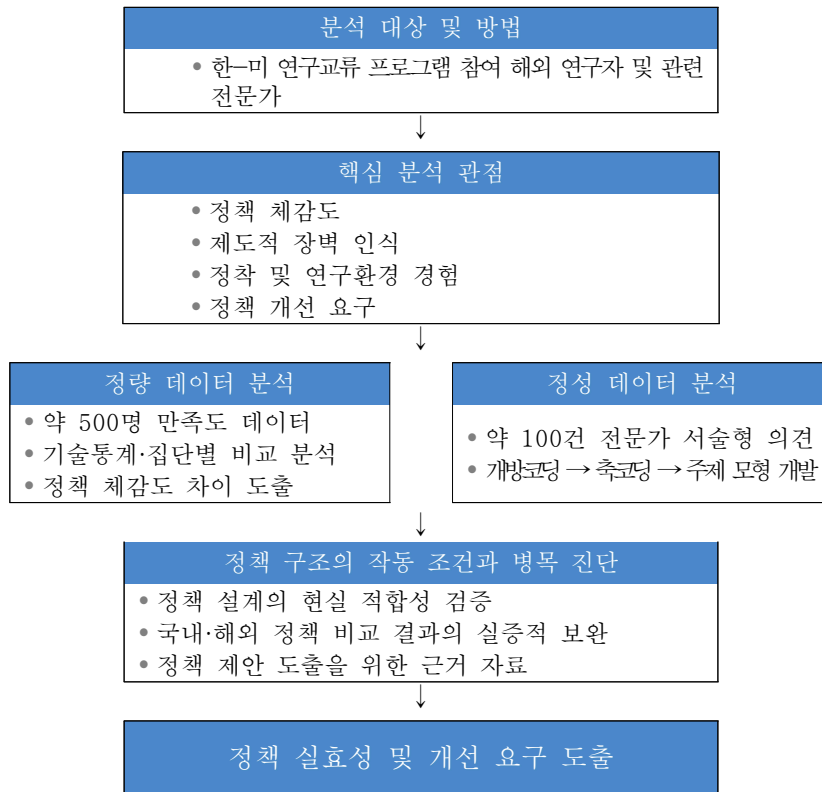 분석 대상 및 방법
• 한-미 연구교류 프로그램 참여 해외 연구자 및 관련
전문가
↓
핵심 분석 관점
• 정책 체감도
• 제도적 장벽 인식
• 정착 및 연구환경 경험
• 정책 개선 요구
↓
정량 데이터 분석
• 약 500명 만족도 데이터
• 기술통계·집단별 비교 분석
• 정책 체감도 차이 도출
정성 데이터 분석
• 약 100건 전문가 서술형 의견
• 개방코딩 → 축코딩 → 주제 모형 개발
↓
정책 구조의 작동 조건과 병목 진단
• 정책 설계의 현실 적합성 검증
• 국내·해외 정책 비교 결과의 실증적 보완
• 정책 제안 도출을 위한 근거 자료
↓
정책 실효성 및 개선 요구 도출